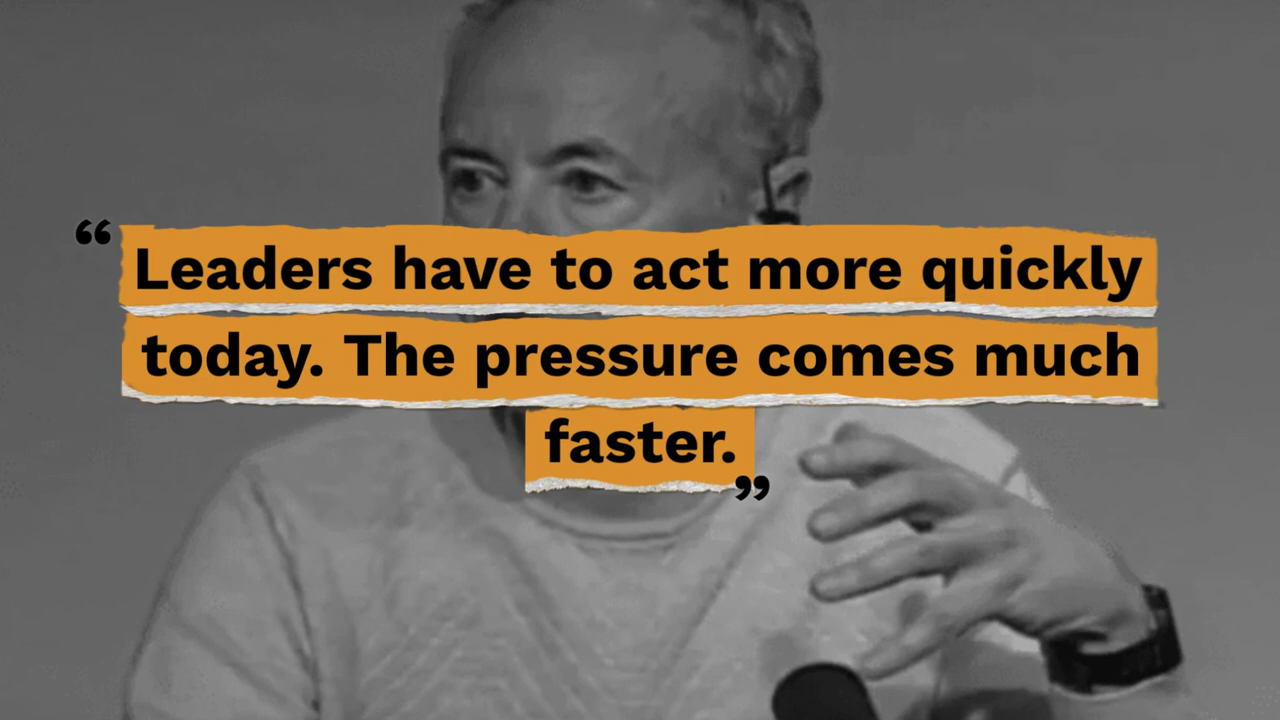 “Leaders have to act more quickly
today. The pressure comes much
faster.”